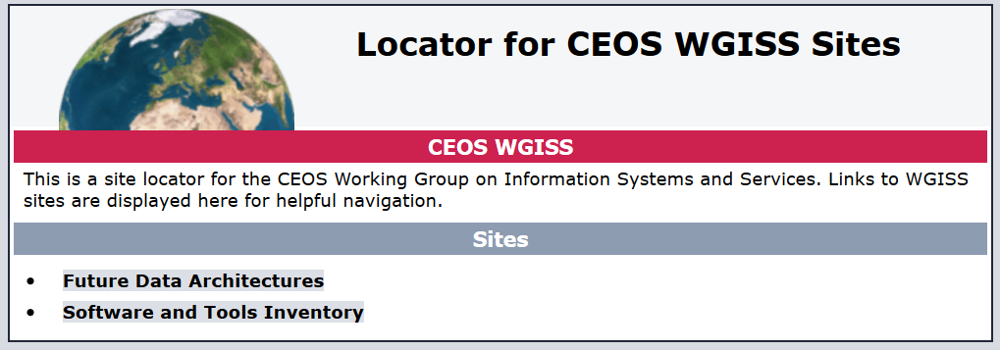 Locator for CEOS WGISS Sites
CEOS WGISS
This is a site locator for the CEOS Working Group on Information Systems and Services. Links to WGISS
sites are displayed here for helpful navigation.
Sites
• Future Data Architectures
• Software and Tools Inventory